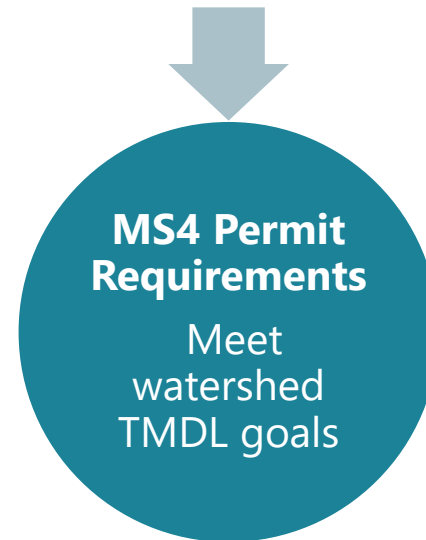 MS4 Permit
Requirements
Meet
watershed
TMDL goals